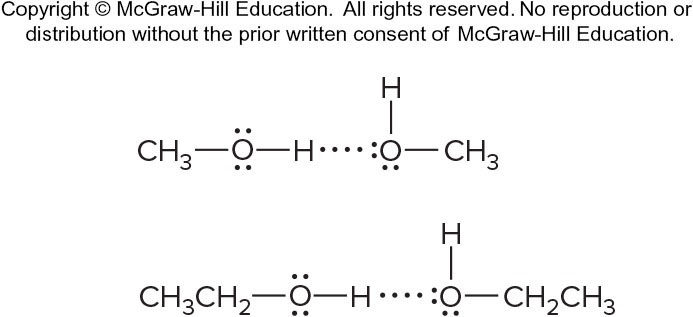 Copyright © McGraw-Hill Education. All rights reserved. No reproduction or
distribution without the prior written consent of McGraw-Hill Education.
H
CH₃—O—H····:O—CH₃
H
CH₃CH₂—O—H····:O—CH₂CH₃